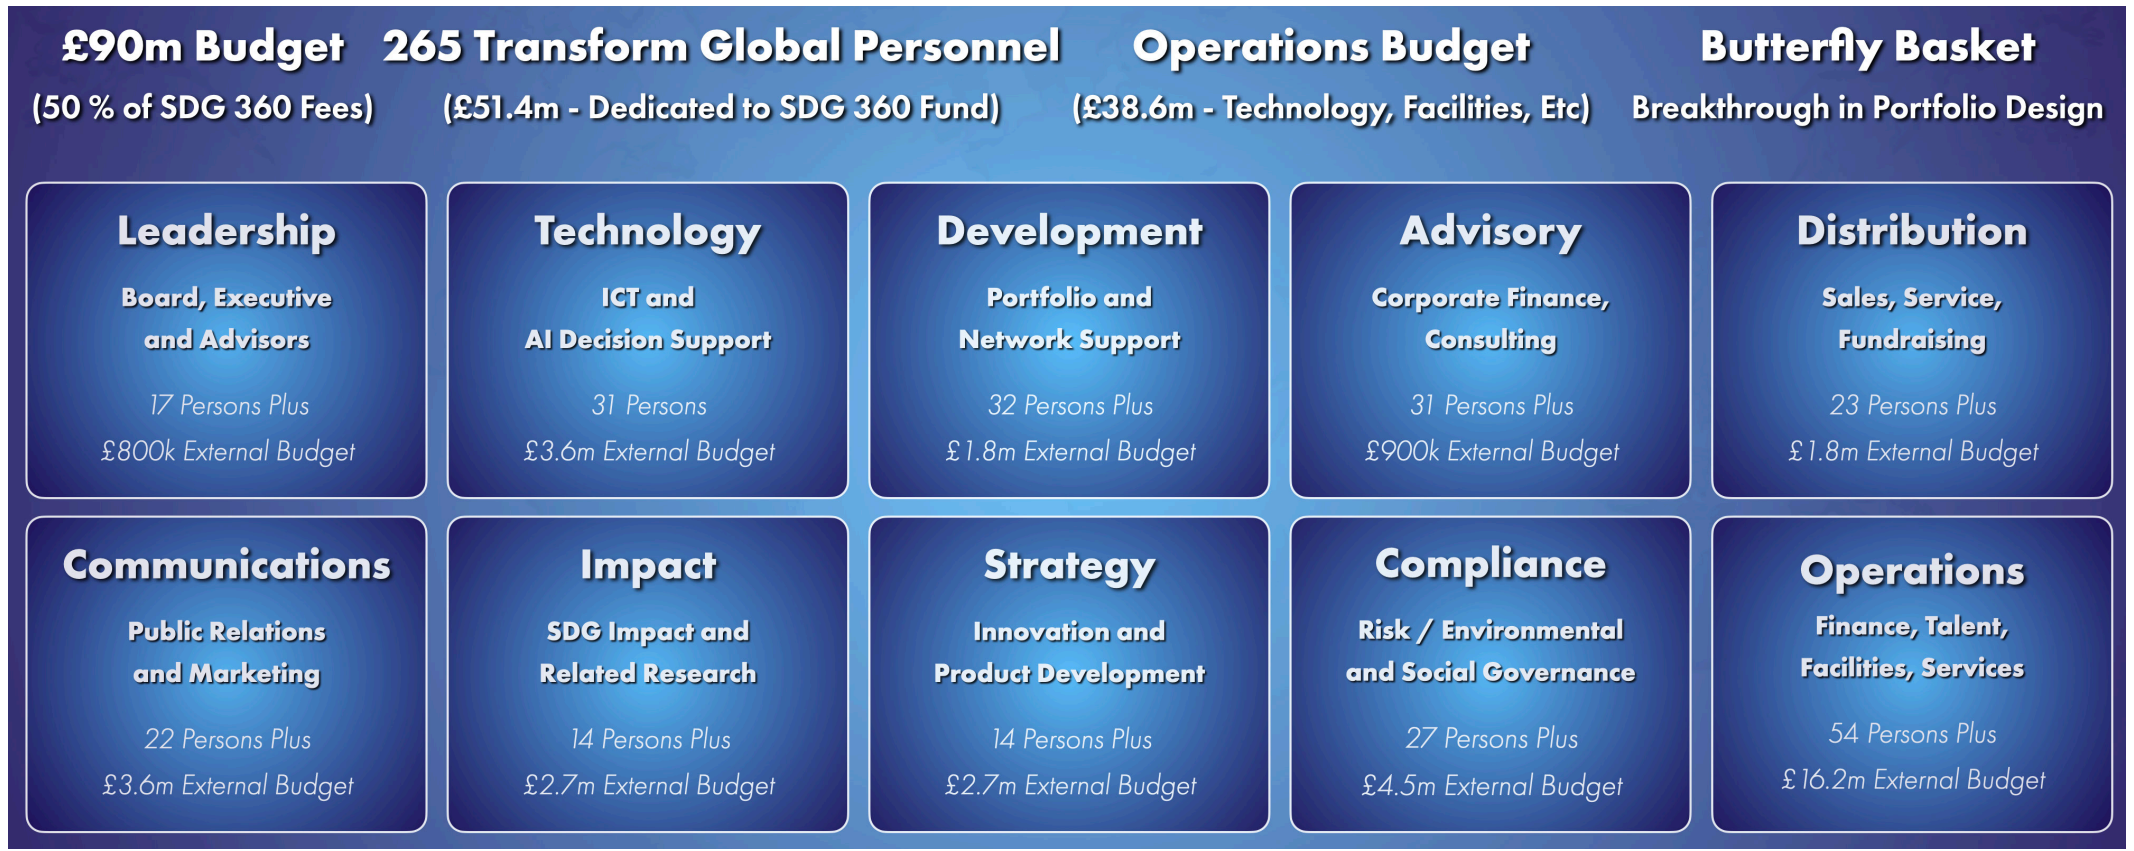 £90m Budget
(50 % of SDG 360 Fees)
265 Transform Global Personnel
(£51.4m - Dedicated to SDG 360 Fund)
Operations Budget
(£38.6m - Technology, Facilities, Etc)
Butterfly Basket
Breakthrough in Portfolio Design
Leadership
Board, Executive
and Advisors
17 Persons Plus
£800k External Budget
Technology
ICT and
AI Decision Support
31 Persons
£3.6m External Budget
Development
Portfolio and
Network Support
32 Persons Plus
£1.8m External Budget
Advisory
Corporate Finance,
Consulting
31 Persons Plus
£900k External Budget
Distribution
Sales, Service,
Fundraising
23 Persons Plus
£1.8m External Budget
Communications
Public Relations
and Marketing
22 Persons Plus
£3.6m External Budget
Impact
SDG Impact and
Related Research
14 Persons Plus
£2.7m External Budget
Strategy
Innovation and
Product Development
14 Persons Plus
£2.7m External Budget
Compliance
Risk / Environmental
and Social Governance
27 Persons Plus
£4.5m External Budget
Operations
Finance, Talent,
Facilities, Services
54 Persons Plus
£16.2m External Budget